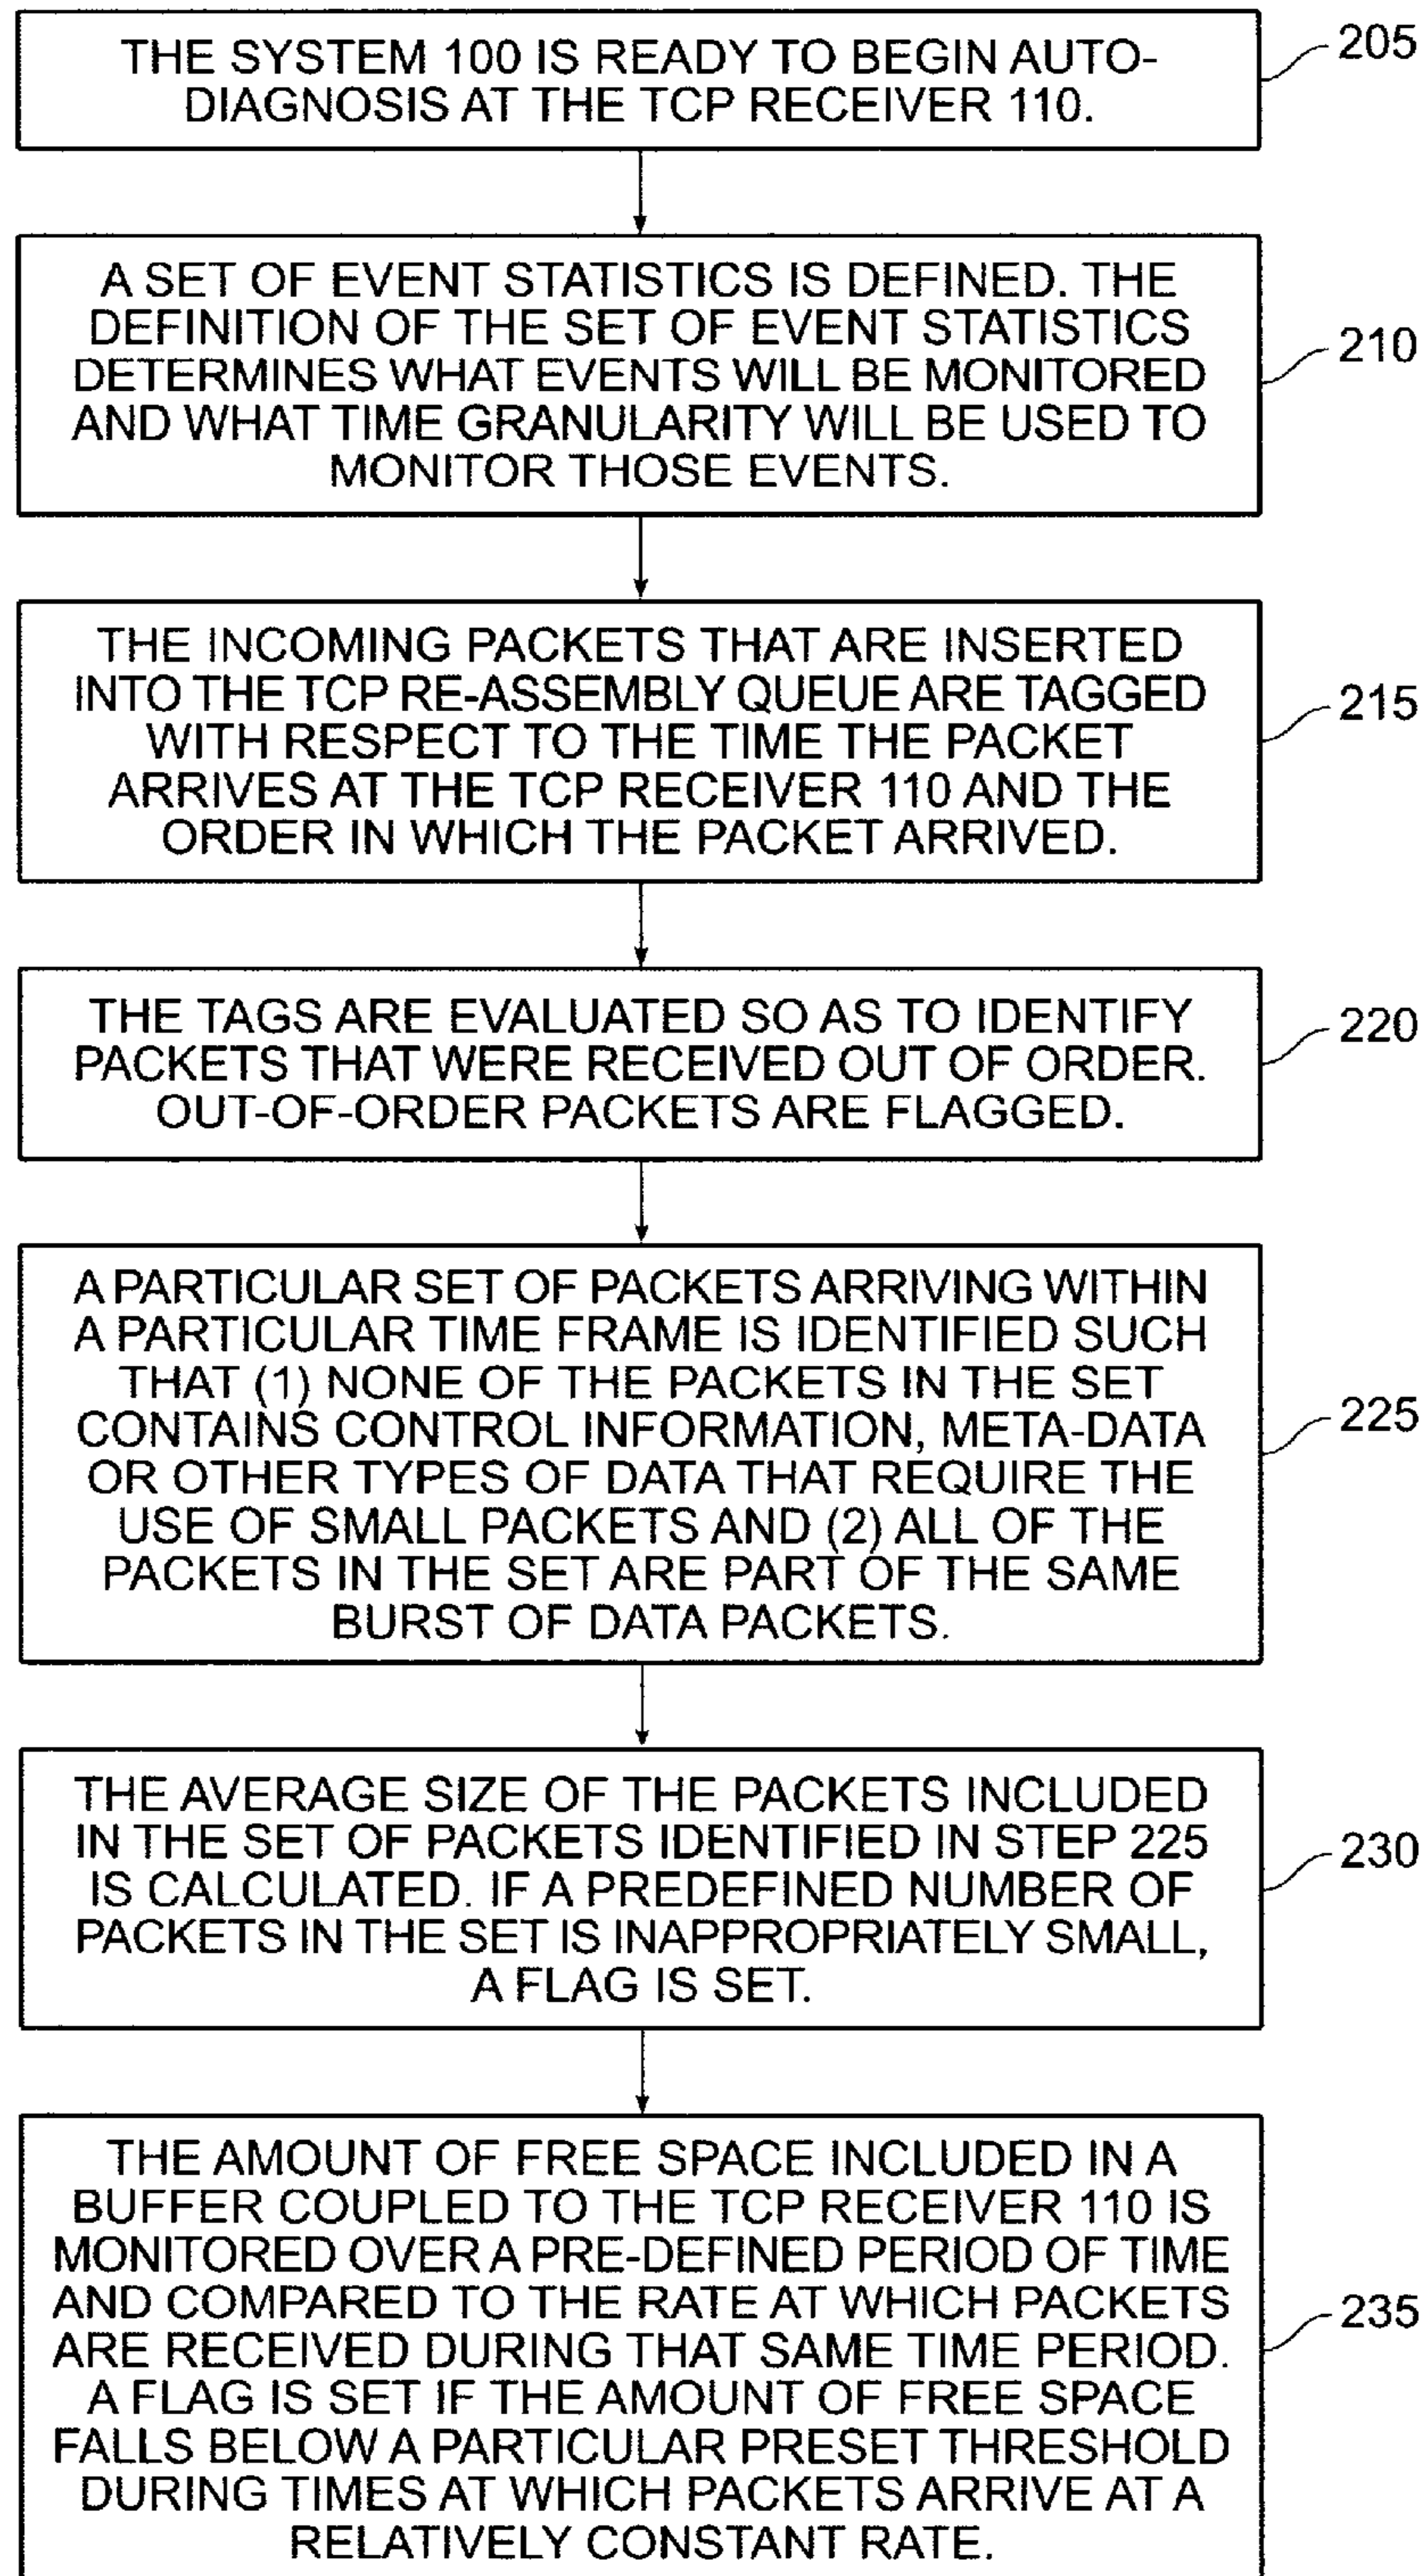 THE SYSTEM 100 IS READY TO BEGIN AUTO-
DIAGNOSIS AT THE TCP RECEIVER 110.
205
A SET OF EVENT STATISTICS IS DEFINED. THE
DEFINITION OF THE SET OF EVENT STATISTICS
DETERMINES WHAT EVENTS WILL BE MONITORED
AND WHAT TIME GRANULARITY WILL BE USED TO
MONITOR THOSE EVENTS.
210
THE INCOMING PACKETS THAT ARE INSERTED
INTO THE TCP RE-ASSEMBLY QUEUE ARE TAGGED
WITH RESPECT TO THE TIME THE PACKET
ARRIVES AT THE TCP RECEIVER 110 AND THE
ORDER IN WHICH THE PACKET ARRIVED.
215
THE TAGS ARE EVALUATED SO AS TO IDENTIFY
PACKETS THAT WERE RECEIVED OUT OF ORDER.
OUT-OF-ORDER PACKETS ARE FLAGGED.
220
A PARTICULAR SET OF PACKETS ARRIVING WITHIN
A PARTICULAR TIME FRAME IS IDENTIFIED SUCH
THAT (1) NONE OF THE PACKETS IN THE SET
CONTAINS CONTROL INFORMATION, META-DATA
OR OTHER TYPES OF DATA THAT REQUIRE THE
USE OF SMALL PACKETS AND (2) ALL OF THE
PACKETS IN THE SET ARE PART OF THE SAME
BURST OF DATA PACKETS.
225
THE AVERAGE SIZE OF THE PACKETS INCLUDED
IN THE SET OF PACKETS IDENTIFIED IN STEP 225
IS CALCULATED. IF A PREDEFINED NUMBER OF
PACKETS IN THE SET IS INAPPROPRIATELY SMALL,
A FLAG IS SET.
230
THE AMOUNT OF FREE SPACE INCLUDED IN A
BUFFER COUPLED TO THE TCP RECEIVER 110 IS
MONITORED OVER A PRE-DEFINED PERIOD OF TIME
AND COMPARED TO THE RATE AT WHICH PACKETS
ARE RECEIVED DURING THAT SAME TIME PERIOD.
A FLAG IS SET IF THE AMOUNT OF FREE SPACE
FALLS BELOW A PARTICULAR PRESET THRESHOLD
DURING TIMES AT WHICH PACKETS ARRIVE AT A
RELATIVELY CONSTANT RATE.
235